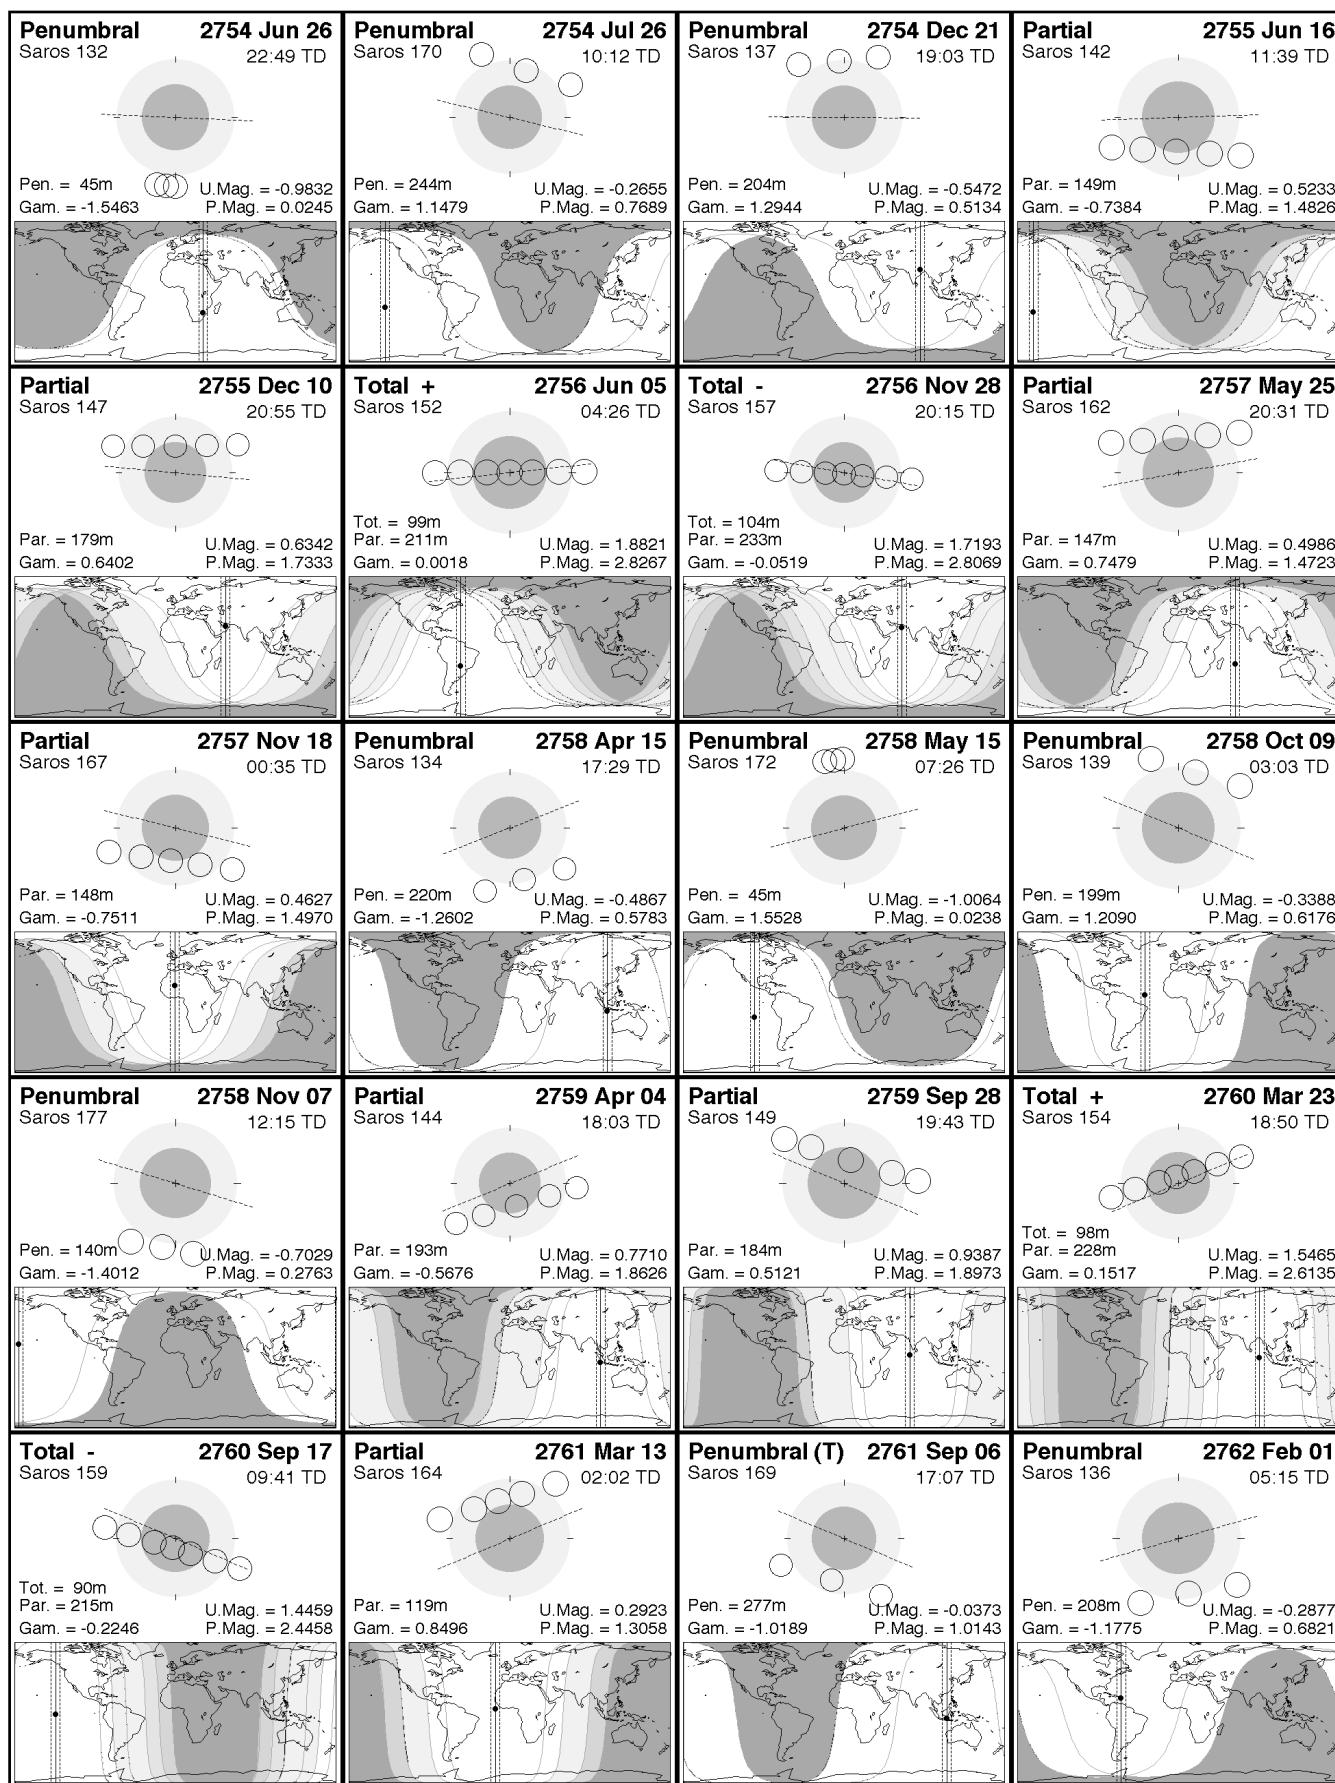 Penumbral 2754 Jun 26
Saros 132 22:49 TD
Pen. = 45m U.Mag. = -0.9832
Gam. = -1.5463 P.Mag. = 0.0245
Penumbral 2754 Jul 26
Saros 170 10:12 TD
Pen. = 244m U.Mag. = -0.2655
Gam. = 1.1479 P.Mag. = 0.7689
Penumbral 2754 Dec 21
Saros 137 19:03 TD
Pen. = 204m U.Mag. = -0.5472
Gam. = 1.2944 P.Mag. = 0.5134
Partial 2755 Jun 16
Saros 142 11:39 TD
Par. = 149m U.Mag. = 0.5233
Gam. = -0.7384 P.Mag. = 1.4826
Partial 2755 Dec 10
Saros 147 20:55 TD
Par. = 179m U.Mag. = 0.6342
Gam. = 0.6402 P.Mag. = 1.7333
Total + 2756 Jun 05
Saros 152 04:26 TD
Tot. = 99m
Par. = 211m U.Mag. = 1.8821
Gam. = 0.0018 P.Mag. = 2.8267
Total - 2756 Nov 28
Saros 157 20:15 TD
Tot. = 104m
Par. = 233m U.Mag. = 1.7193
Gam. = -0.0519 P.Mag. = 2.8069
Partial 2757 May 25
Saros 162 20:31 TD
Par. = 147m U.Mag. = 0.4986
Gam. = 0.7479 P.Mag. = 1.4723
Partial 2757 Nov 18
Saros 167 00:35 TD
Par. = 148m U.Mag. = 0.4627
Gam. = -0.7511 P.Mag. = 1.4970
Penumbral 2758 Apr 15
Saros 134 17:29 TD
Pen. = 220m U.Mag. = -0.4867
Gam. = -1.2602 P.Mag. = 0.5783
Penumbral 2758 May 15
Saros 172 07:26 TD
Pen. = 45m U.Mag. = -1.0064
Gam. = 1.5528 P.Mag. = 0.0238
Penumbral 2758 Oct 09
Saros 139 03:03 TD
Pen. = 199m U.Mag. = -0.3388
Gam. = 1.2090 P.Mag. = 0.6176
Penumbral 2758 Nov 07
Saros 177 12:15 TD
Pen. = 140m U.Mag. = -0.7029
Gam. = -1.4012 P.Mag. = 0.2763
Partial 2759 Apr 04
Saros 144 18:03 TD
Par. = 193m U.Mag. = 0.7710
Gam. = -0.5676 P.Mag. = 1.8626
Partial 2759 Sep 28
Saros 149 19:43 TD
Par. = 184m U.Mag. = 0.9387
Gam. = 0.5121 P.Mag. = 1.8973
Total + 2760 Mar 23
Saros 154 18:50 TD
Tot. = 98m
Par. = 228m U.Mag. = 1.5465
Gam. = 0.1517 P.Mag. = 2.6135
Total - 2760 Sep 17
Saros 159 09:41 TD
Tot. = 90m
Par. = 215m U.Mag. = 1.4459
Gam. = -0.2246 P.Mag. = 2.4458
Partial 2761 Mar 13
Saros 164 02:02 TD
Par. = 119m U.Mag. = 0.2923
Gam. = 0.8496 P.Mag. = 1.3058
Penumbral (T) 2761 Sep 06
Saros 169 17:07 TD
Pen. = 277m U.Mag. = -0.0373
Gam. = -1.0189 P.Mag. = 1.0143
Penumbral 2762 Feb 01
Saros 136 05:15 TD
Pen. = 208m U.Mag. = -0.2877
Gam. = -1.1775 P.Mag. = 0.6821